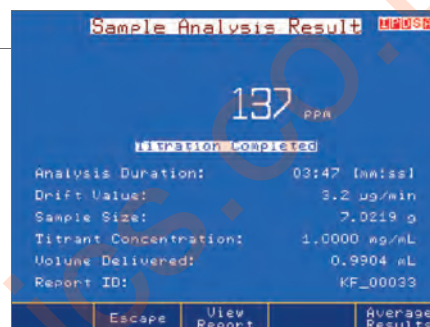 Sample Analysis Result
137 ppm
Titration Completed
Analysis Duration: 03:47 [mm:ss]
Drift Value: 3.2 µg/min
Sample Size: 7.0219 g
Titrant Concentration: 1.0000 mg/mL
Volume Delivered: 0.9904 mL
Report ID: KF_00033
Escape
View Report
Average Results